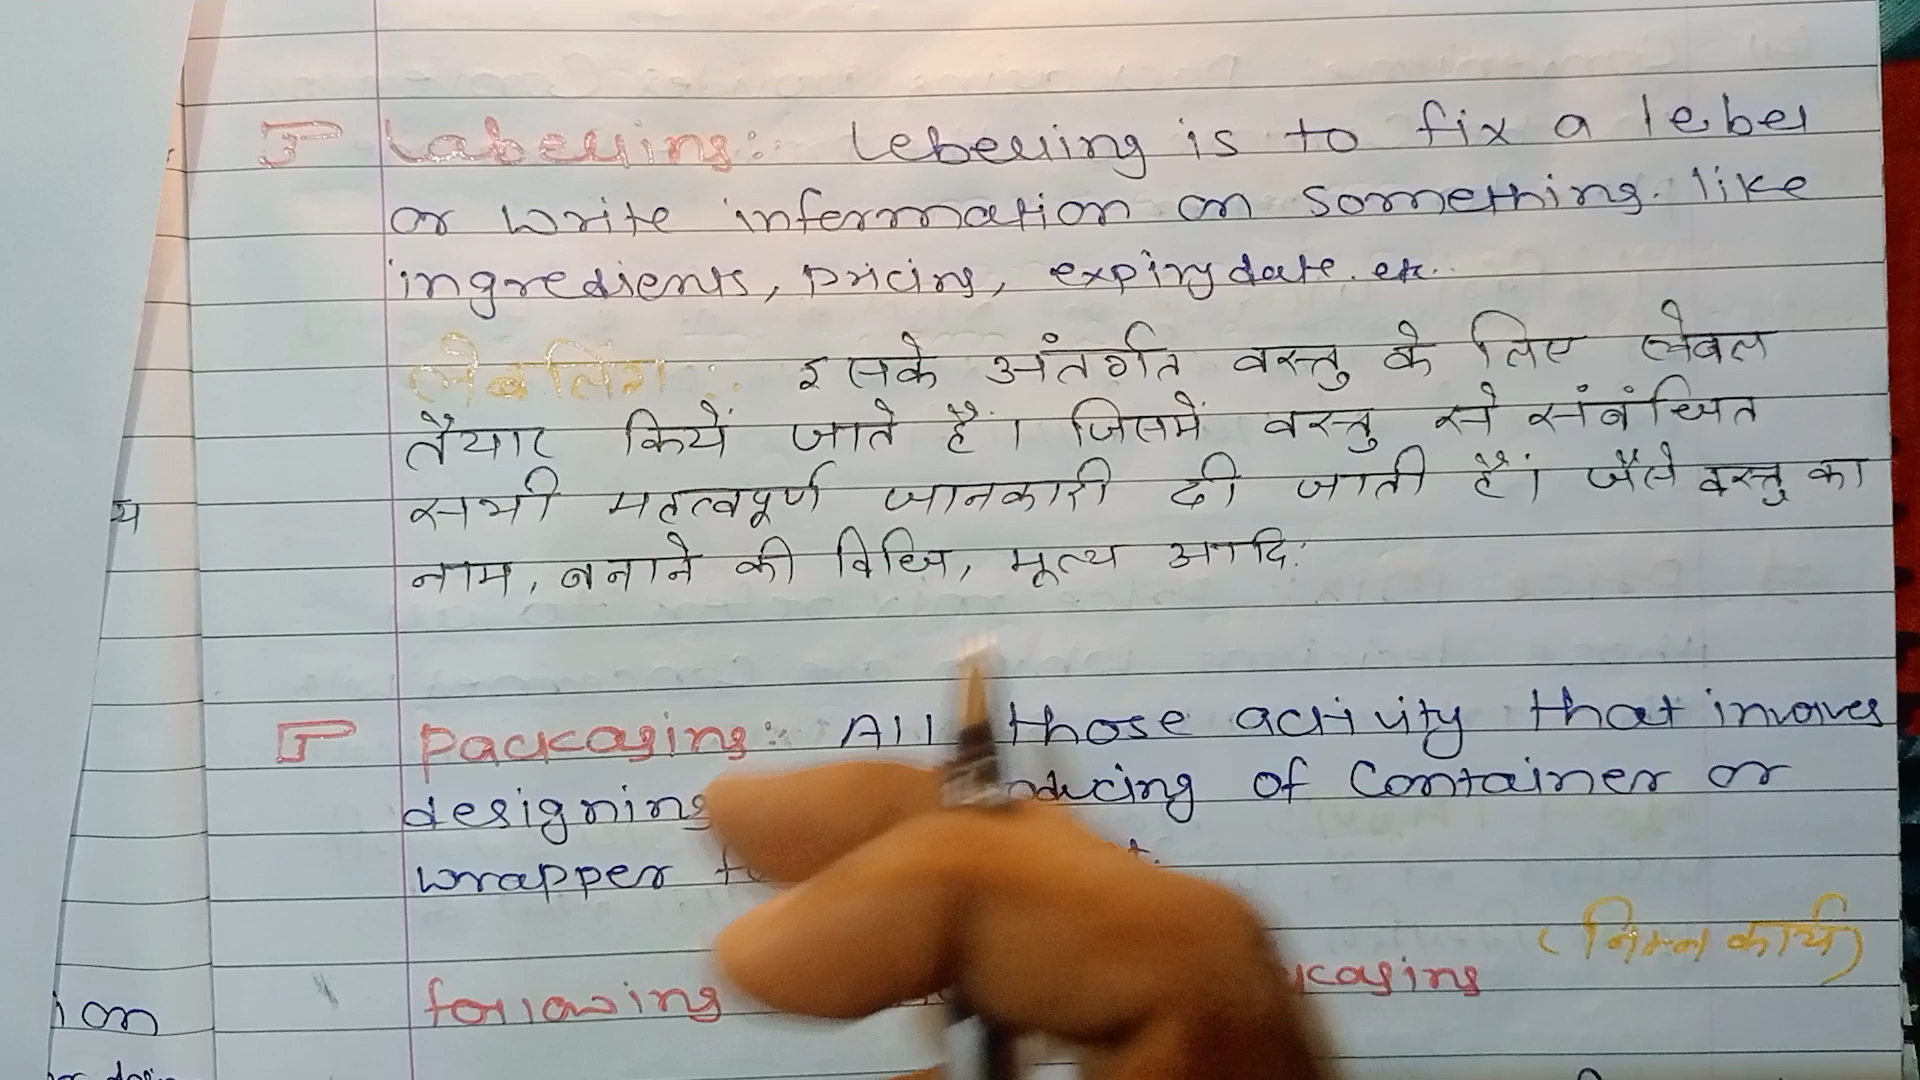 Labelling: Lebelling is to fix a lebel
or write information on something. like
ingredients, pricing, expiry date. etc.
लेबलिंग: इसके अंतर्गत वस्तु के लिए लेबल
तैयार कियें जाते हैं। जिसमें वस्तु से संबंधित
सभी महत्वपूर्ण जानकारी दी जाती हैं। जैसे वस्तु का
नाम, बनाने की विधि, मूल्य आदि.
य
Packaging: All those activity that involves
designing of Container or
wrapper
(निम्न कार्य)
following
ion